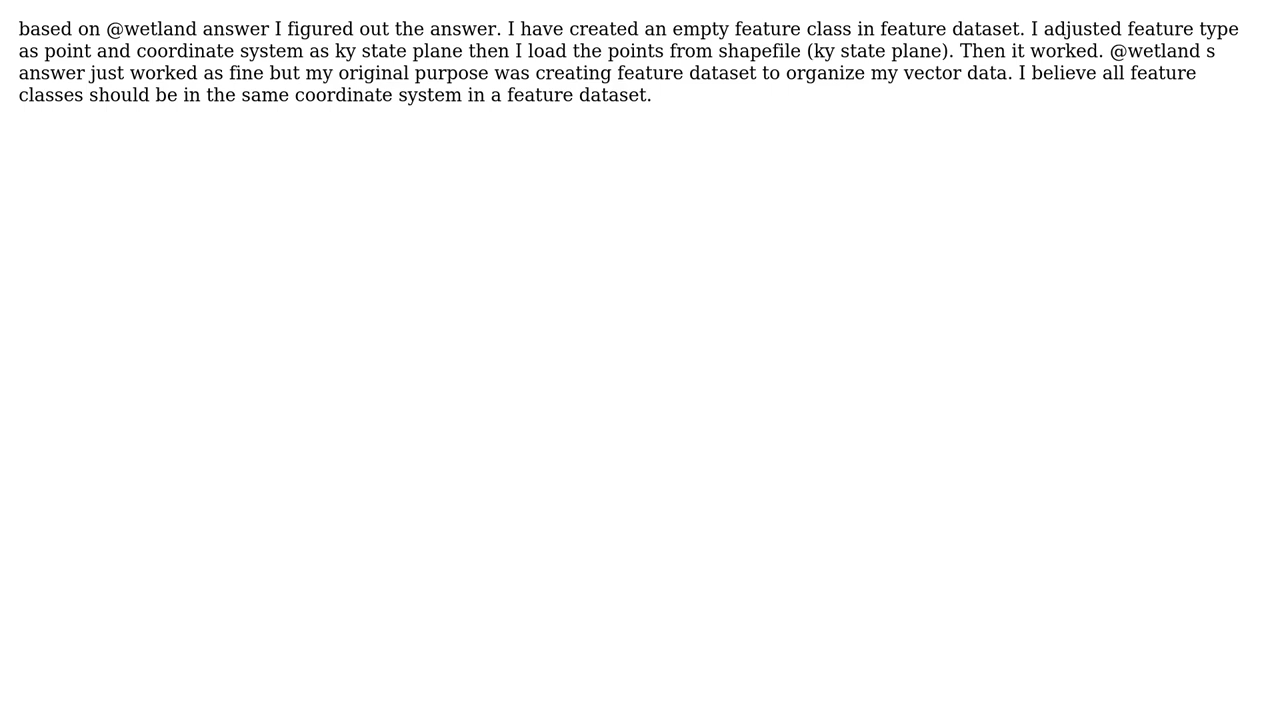 based on @wetland answer I figured out the answer. I have created an empty feature class in feature dataset. I adjusted feature type
as point and coordinate system as ky state plane then I load the points from shapefile (ky state plane). Then it worked. @wetland s
answer just worked as fine but my original purpose was creating feature dataset to organize my vector data. I believe all feature
classes should be in the same coordinate system in a feature dataset.